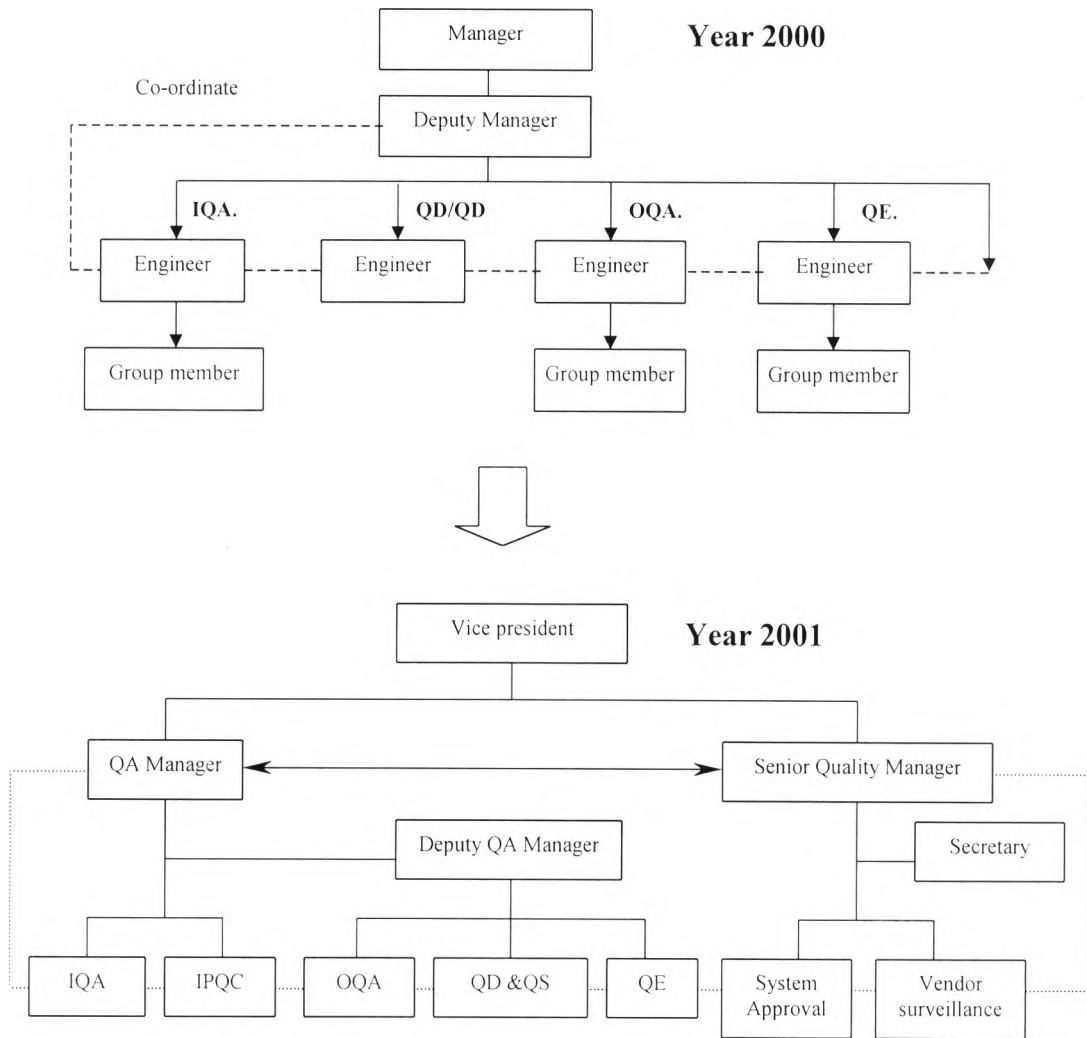 Manager
Year 2000
Co-ordinate
Deputy Manager
IQA.
QD/QD
OQA.
QE.
Engineer
Engineer
Engineer
Engineer
Group member
Group member
Group member
Vice president
Year 2001
QA Manager
Senior Quality Manager
Deputy QA Manager
Secretary
IQA
IPQC
OQA
QD &QS
QE
System
Approval
Vendor
surveillance